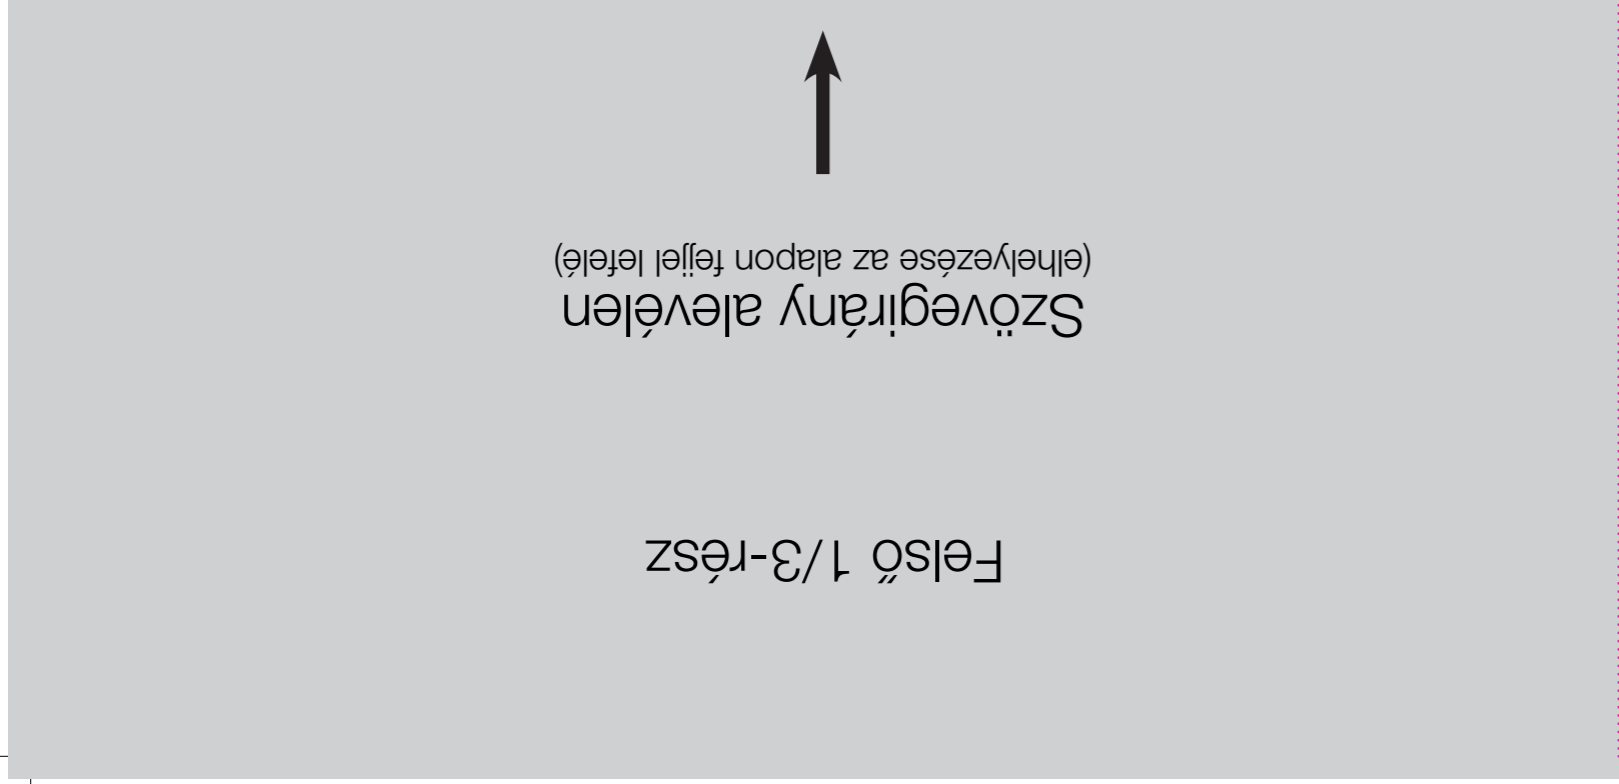 Felső 1/3-rész
Szövegirány alevélen
(elhelyezése az alapon fejjel lefelé)